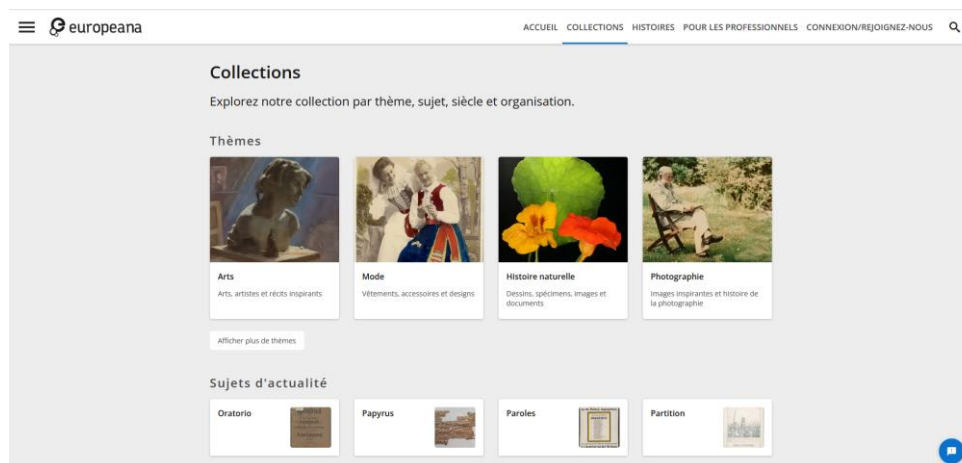 europeana
ACCUEIL COLLECTIONS HISTOIRES POUR LES PROFESSIONNELS CONNEXION/REJOIGNEZ-NOUS
Collections
Explorez notre collection par thème, sujet, siècle et organisation.
Thèmes
Arts
Arts, artistes et récits inspirants
Mode
Vêtements, accessoires et designs
Histoire naturelle
Dessins, spécimens, images et
documents
Photographie
Images inspirantes et histoire de
la photographie
Afficher plus de thèmes
Sujets d'actualité
Oratorio
Papyrus
Paroles
Partition